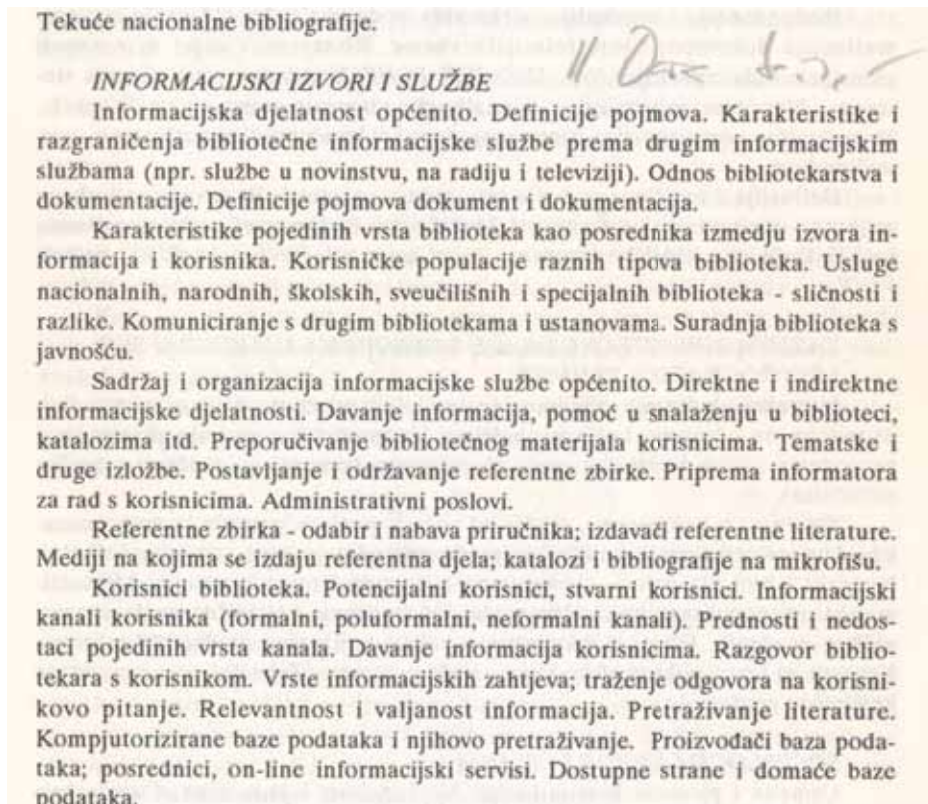 Tekuće nacionalne bibliografije.
INFORMACIJSKI IZVORI I SLUŽBE
Informacijska djelatnost općenito. Definicije pojmova. Karakteristike i
razgraničenja bibliotečne informacijske službe prema drugim informacijskim
službama (npr. službe u novinstvu, na radiju i televiziji). Odnos bibliotekarstva i
dokumentacije. Definicije pojmova dokument i dokumentacija.
Karakteristike pojedinih vrsta biblioteka kao posrednika izmedju izvora in-
formacija i korisnika. Korisničke populacije raznih tipova biblioteka. Usluge
nacionalnih, narodnih, školskih, sveučilišnih i specijalnih biblioteka - sličnosti i
razlike. Komuniciranje s drugim bibliotekama i ustanovama. Suradnja biblioteka s
javnošću.
Sadržaj i organizacija informacijske službe općenito. Direktne i indirektne
informacijske djelatnosti. Davanje informacija, pomoć u snalaženju u biblioteci,
katalozima itd. Preporučivanje bibliotečnog materijala korisnicima. Tematske i
druge izložbe. Postavljanje i održavanje referentne zbirke. Priprema informatora
za rad s korisnicima. Administrativni poslovi.
Referentne zbirka - odabir i nabava priručnika; izdavači referentne literature.
Mediji na kojima se izdaju referentna djela; katalozi i bibliografije na mikrofišu.
Korisnici biblioteka. Potencijalni korisnici, stvarni korisnici. Informacijski
kanali korisnika (formalni, poluformalni, neformalni kanali). Prednosti i nedos-
taci pojedinih vrsta kanala. Davanje informacija korisnicima. Razgovor biblio-
tekara s korisnikom. Vrste informacijskih zahtjeva; traženje odgovora na korisni-
kovo pitanje. Relevantnost i valjanost informacija. Pretraživanje literature.
Kompjutorizirane baze podataka i njihovo pretraživanje. Proizvođači baza poda-
taka; posrednici, on-line informacijski servisi. Dostupne strane i domaće baze
podataka.